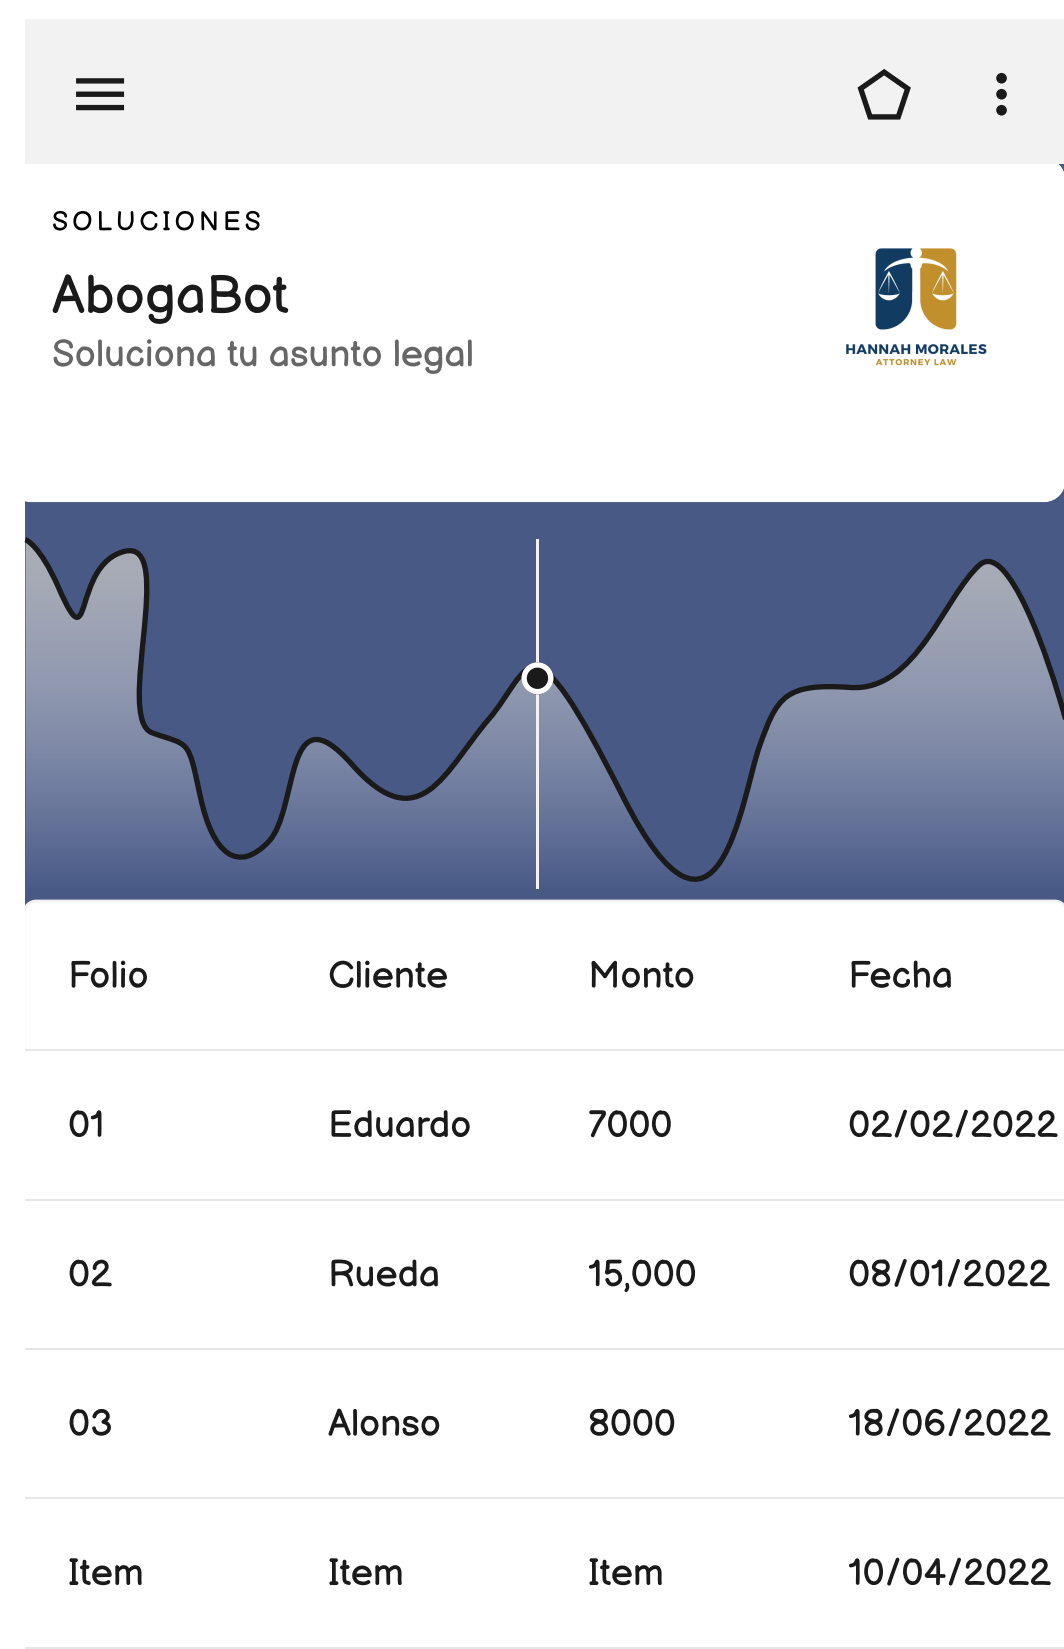 SOLUCIONES
AbogaBot
Soluciona tu asunto legal
HANNAH MORALES
ATTORNEY LAW
Folio Cliente Monto Fecha
01 Eduardo 7000 02/02/2022
02 Rueda 15,000 08/01/2022
03 Alonso 8000 18/06/2022
Item Item Item 10/04/2022